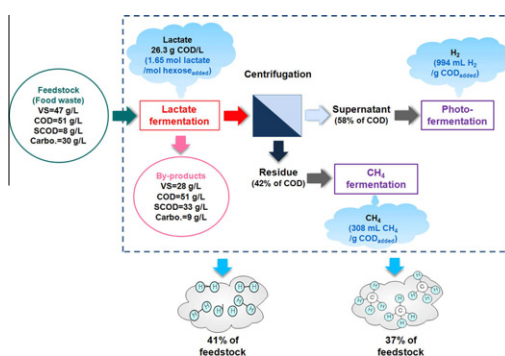 Lactate
26.3 g COD/L
(1.65 mol lactate
/mol hexoseadded)
H2
(994 mL H2
/g CODadded)
Feedstock
(Food waste)
VS=47 g/L
COD=51 g/L
SCOD=8 g/L
Carbo.=30 g/L
Centrifugation
Lactate
fermentation
Supernatant
(58% of COD)
Photo-
fermentation
By-products
VS=28 g/L
COD=51 g/L
SCOD=33 g/L
Carbo.=9 g/L
Residue
(42% of COD)
CH4
fermentation
CH4
(308 mL CH4
/g CODadded)
H H H H
H H H H
H H
C H H
H H C H
H C H H
H H H
41% of
feedstock
37% of
feedstock